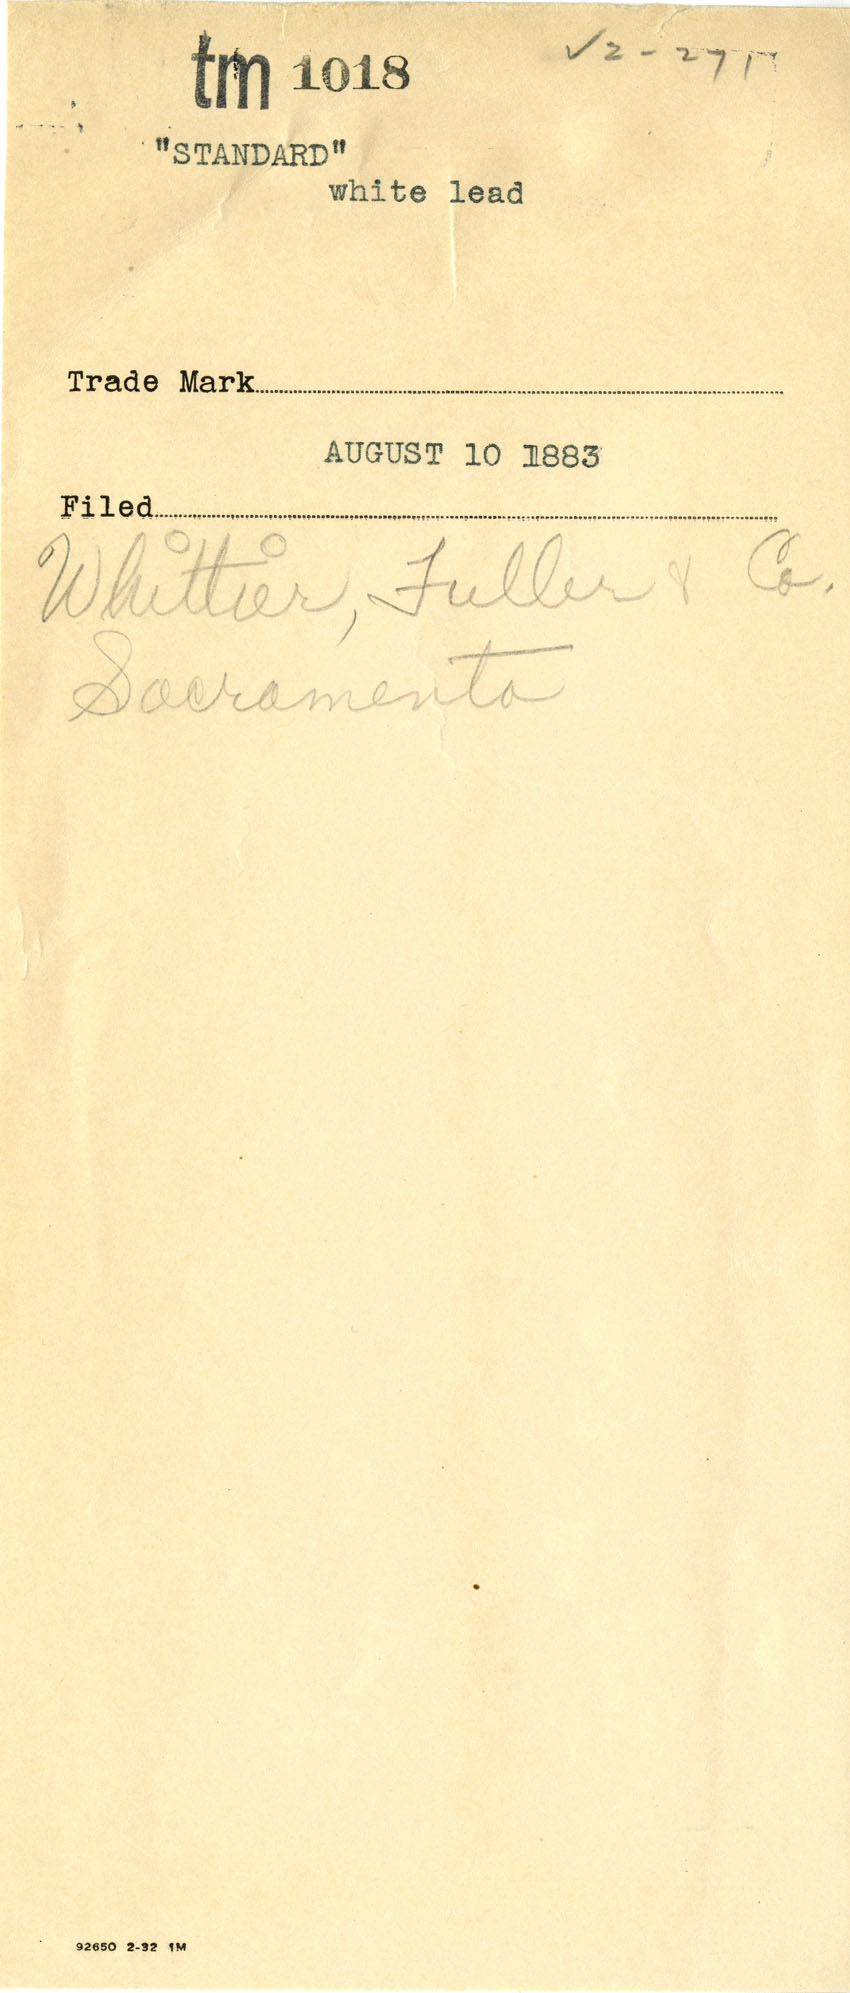 tm 1018
√2-271
"STANDARD"
white lead
Trade Mark
AUGUST 10 1883
Filed
Whittier, Fuller & Co.
Sacramento
92650 2-32 1M